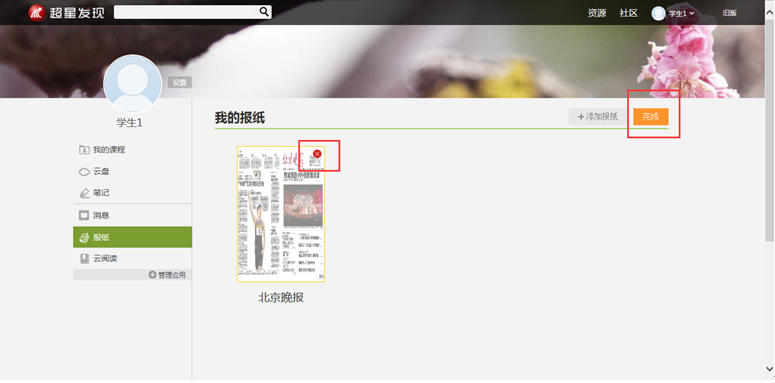 超星发现
资源 社区 学生1 旧版
设置
学生1
我的报纸
+ 添加报纸 完成
我的课程
云盘
笔记
消息
报纸
云阅读
管理应用
北京晚报